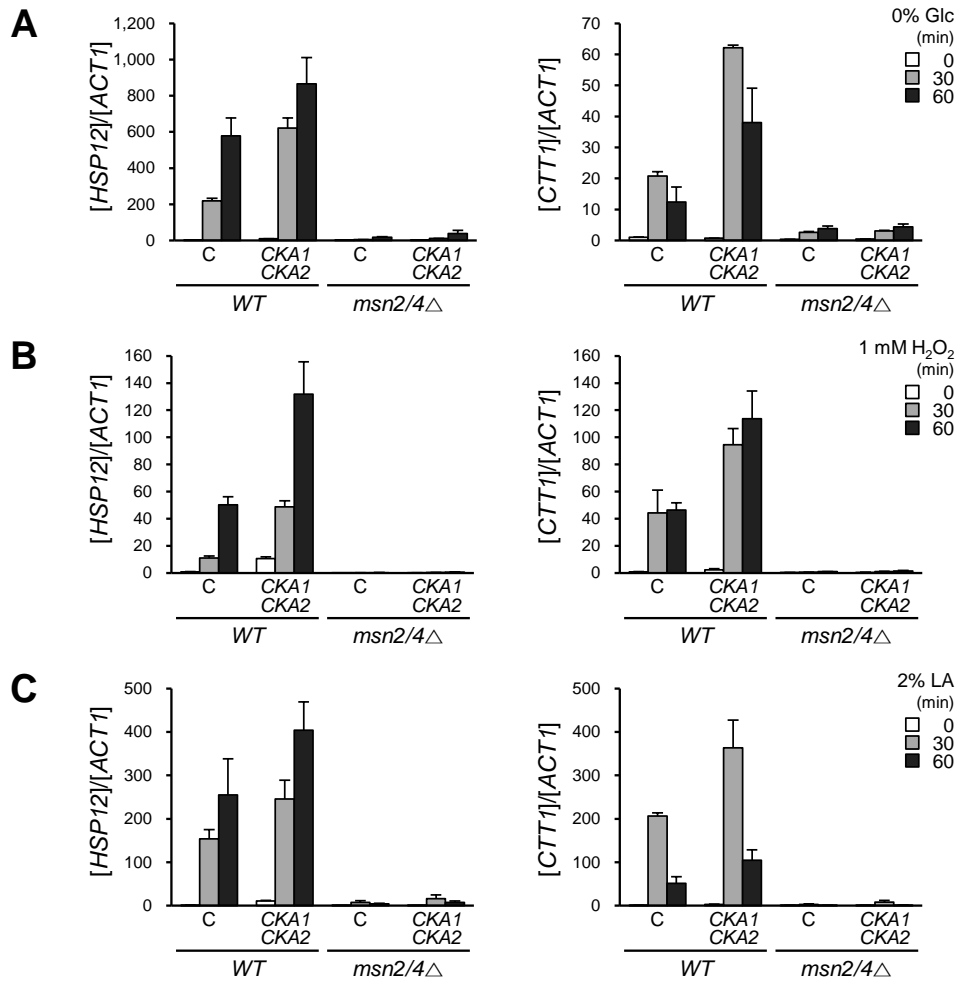 A
[HSP12]/[ACT1]
1,200
1,000
800
600
400
200
0
C
CKA1
CKA2
C
CKA1
CKA2
WT
msn2/4△
[CTT1]/[ACT1]
70
60
50
40
30
20
10
0
C
CKA1
CKA2
C
CKA1
CKA2
WT
msn2/4△
0% Glc
(min)
0
30
60
B
[HSP12]/[ACT1]
160
140
120
100
80
60
40
20
0
C
CKA1
CKA2
C
CKA1
CKA2
WT
msn2/4△
[CTT1]/[ACT1]
160
140
120
100
80
60
40
20
0
C
CKA1
CKA2
C
CKA1
CKA2
WT
msn2/4△
1 mM H₂O₂
(min)
0
30
60
C
[HSP12]/[ACT1]
500
400
300
200
100
0
C
CKA1
CKA2
C
CKA1
CKA2
WT
msn2/4△
[CTT1]/[ACT1]
500
400
300
200
100
0
C
CKA1
CKA2
C
CKA1
CKA2
WT
msn2/4△
2% LA
(min)
0
30
60